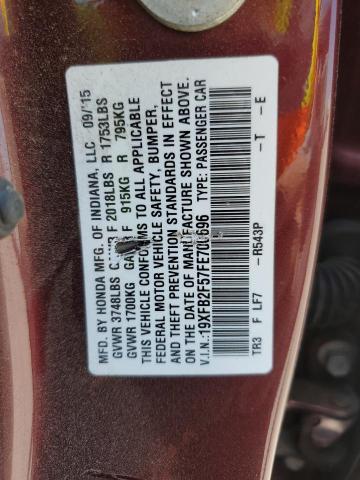 MFD. BY HONDA MFG. OF INDIANA, LLC 09/15
GVWR 3748LBS F 2018LBS R 1753LBS
GVWR 1700KG F 915KG R 795KG
THIS VEHICLE CONFORMS TO ALL APPLICABLE
FEDERAL MOTOR VEHICLE SAFETY, BUMPER,
AND THEFT PREVENTION STANDARDS IN EFFECT
ON THE DATE OF MANUFACTURE SHOWN ABOVE.
V.I.N.: TYPE: PASSENGER CAR
TR3 F LF7 -R543P -T -E